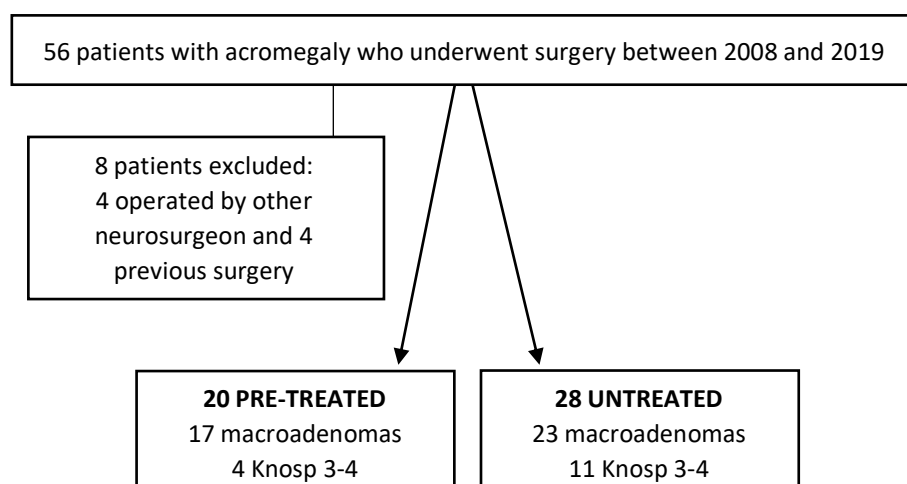 56 patients with acromegaly who underwent surgery between 2008 and 2019
8 patients excluded:
4 operated by other
neurosurgeon and 4
previous surgery
20 PRE-TREATED
17 macroadenomas
4 Knosp 3-4
28 UNTREATED
23 macroadenomas
11 Knosp 3-4